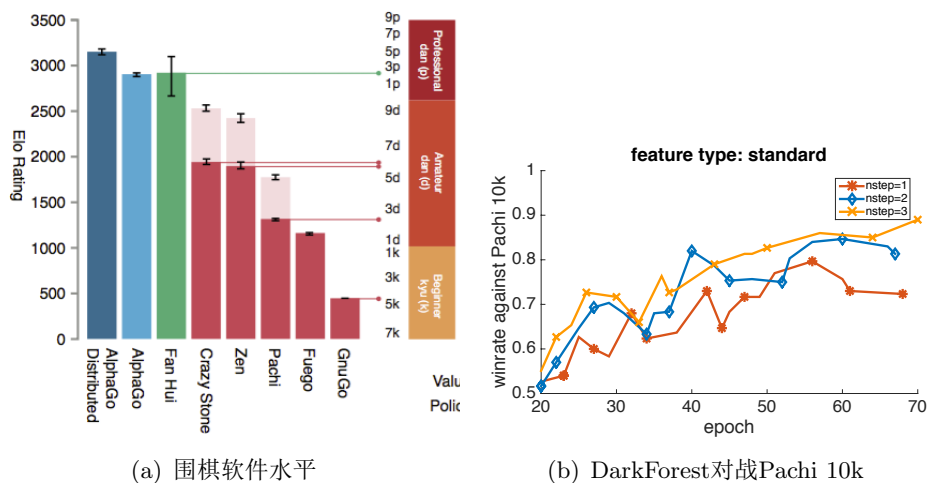 3500
3000
2500
2000
1500
1000
500
0
Elo Rating
AlphaGo
Distributed
AlphaGo
Fan Hui
Crazy Stone
Zen
Pachi
Fuego
GnuGo
9p
7p
5p
3p
1p
9d
7d
5d
3d
1d
1k
3k
5k
7k
Professional
dan (p)
Amateur
dan (d)
Beginner
kyu (k)
Valu
Polic
(a) 围棋软件水平
feature type: standard
nstep=1
nstep=2
nstep=3
1
0.9
0.8
0.7
0.6
0.5
winrate against Pachi 10k
20 30 40 50 60 70
epoch
(b) DarkForest对战Pachi 10k